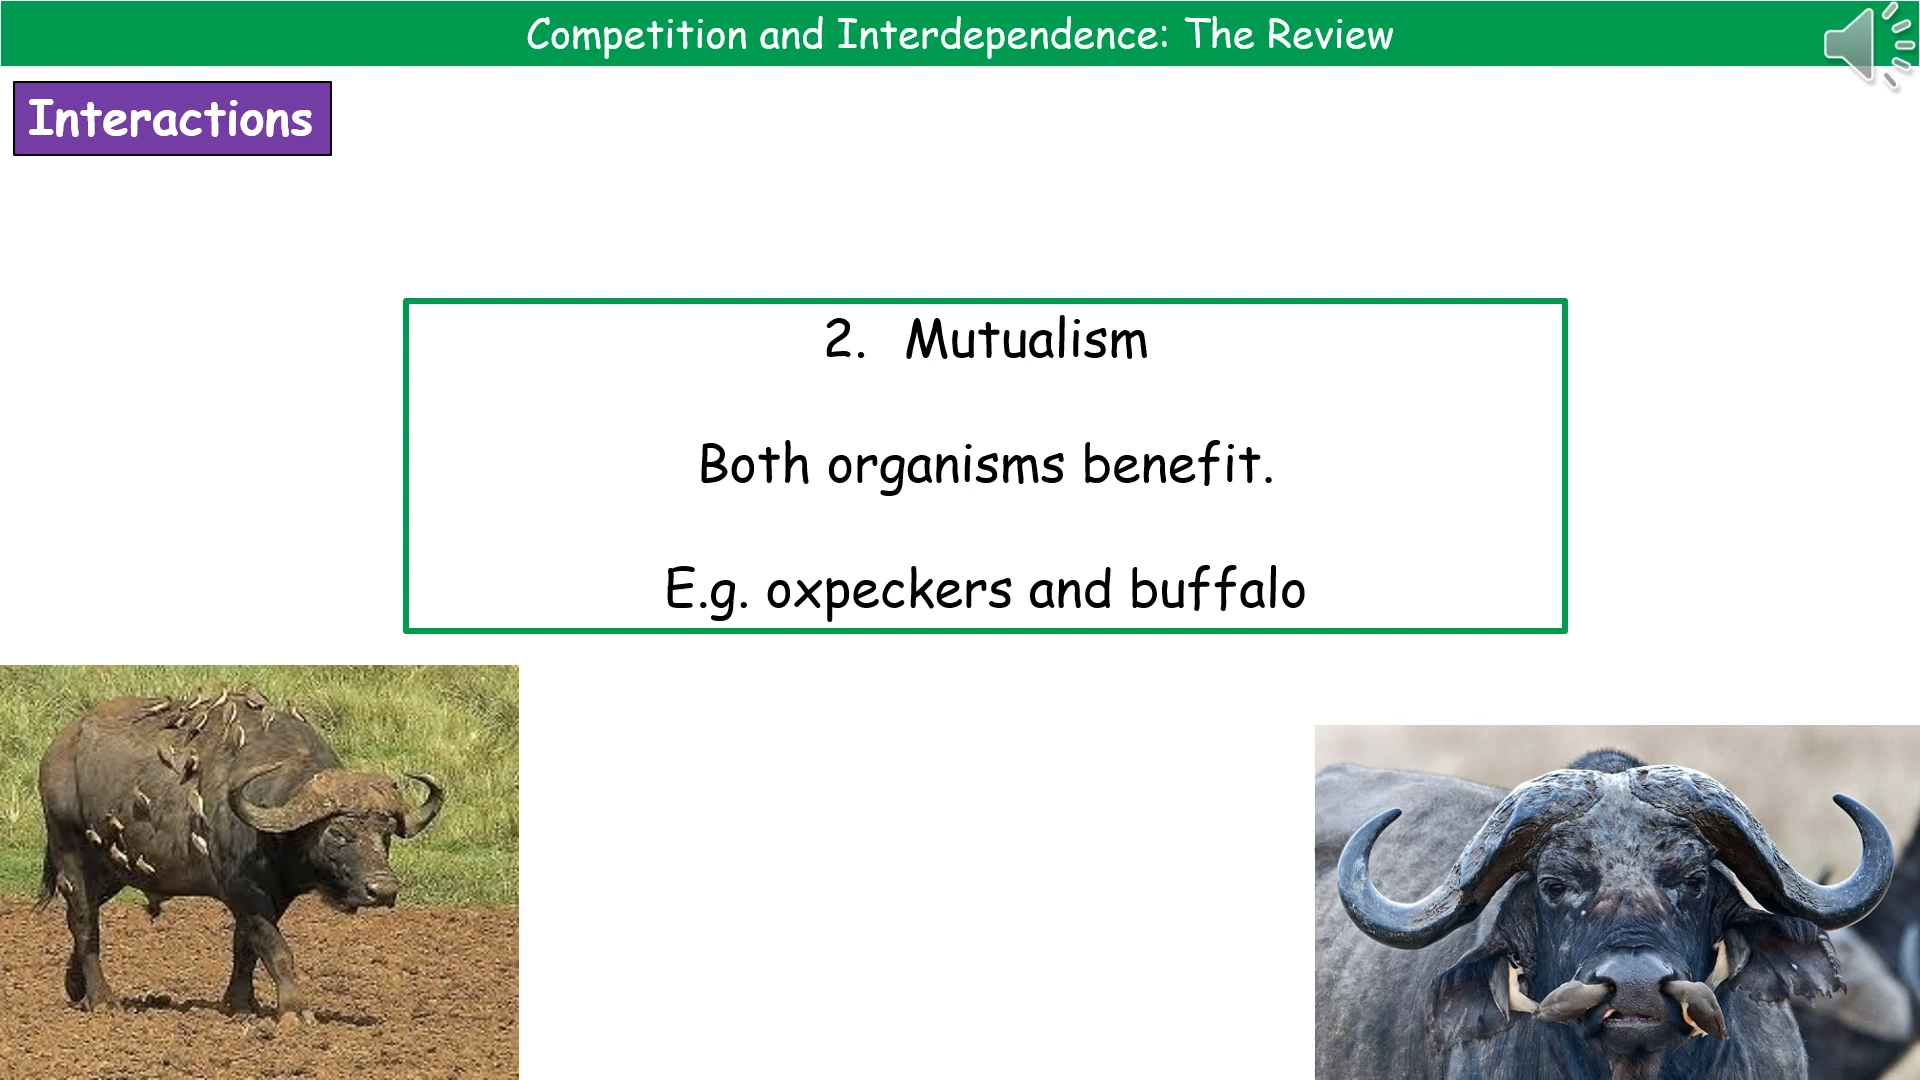 Competition and Interdependence: The Review
Interactions
2. Mutualism
Both organisms benefit.
E.g. oxpeckers and buffalo